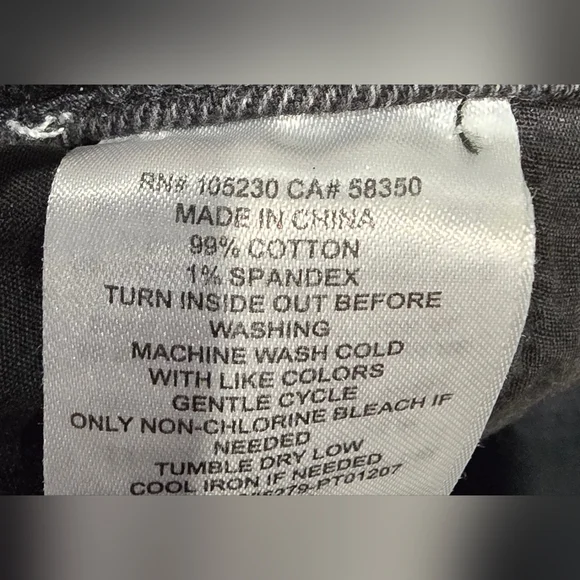 RN# 105230 CA# 58350
MADE IN CHINA
99% COTTON
1% SPANDEX
TURN INSIDE OUT BEFORE
WASHING
MACHINE WASH COLD
WITH LIKE COLORS
GENTLE CYCLE
ONLY NON-CHLORINE BLEACH IF
NEEDED
TUMBLE DRY LOW
COOL IRON IF NEEDED